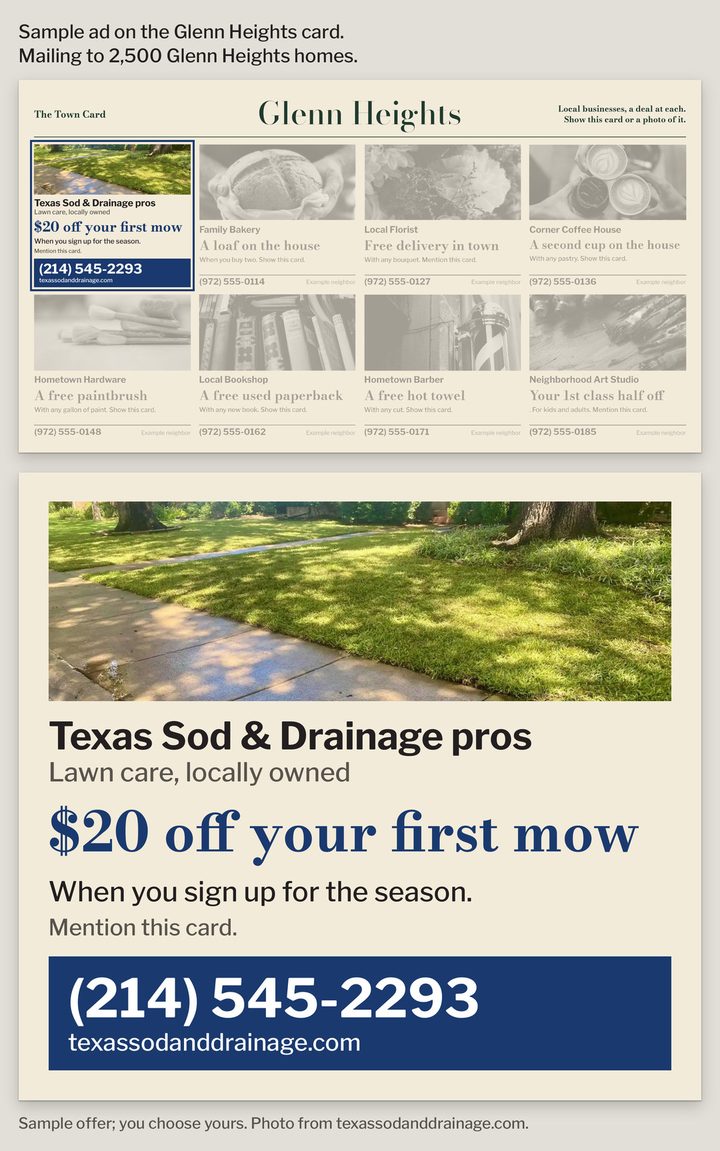 Sample ad on the Glenn Heights card.
Mailing to 2,500 Glenn Heights homes.
The Town Card
Glenn Heights
Local businesses, a deal at each.
Show this card or a photo of it.
Texas Sod & Drainage pros
Lawn care, locally owned
$20 off your first mow
When you sign up for the season.
Mention this card.
(214) 545-2293
texassodanddrainage.com
Family Bakery
A loaf on the house
When you buy two. Show this card.
(972) 555-0114
Example neighbor
Local Florist
Free delivery in town
With any bouquet. Mention this card.
(972) 555-0127
Example neighbor
Corner Coffee House
A second cup on the house
With any pastry. Show this card.
(972) 555-0136
Example neighbor
Hometown Hardware
A free paintbrush
With any gallon of paint. Show this card.
(972) 555-0148
Example neighbor
Local Bookshop
A free used paperback
With any new book. Show this card.
(972) 555-0162
Example neighbor
Hometown Barber
A free hot towel
With any cut. Show this card.
(972) 555-0171
Example neighbor
Neighborhood Art Studio
Your 1st class half off
For kids and adults. Mention this card.
(972) 555-0185
Example neighbor
Texas Sod & Drainage pros
Lawn care, locally owned
$20 off your first mow
When you sign up for the season.
Mention this card.
(214) 545-2293
texassodanddrainage.com
Sample offer; you choose yours. Photo from texassodanddrainage.com.